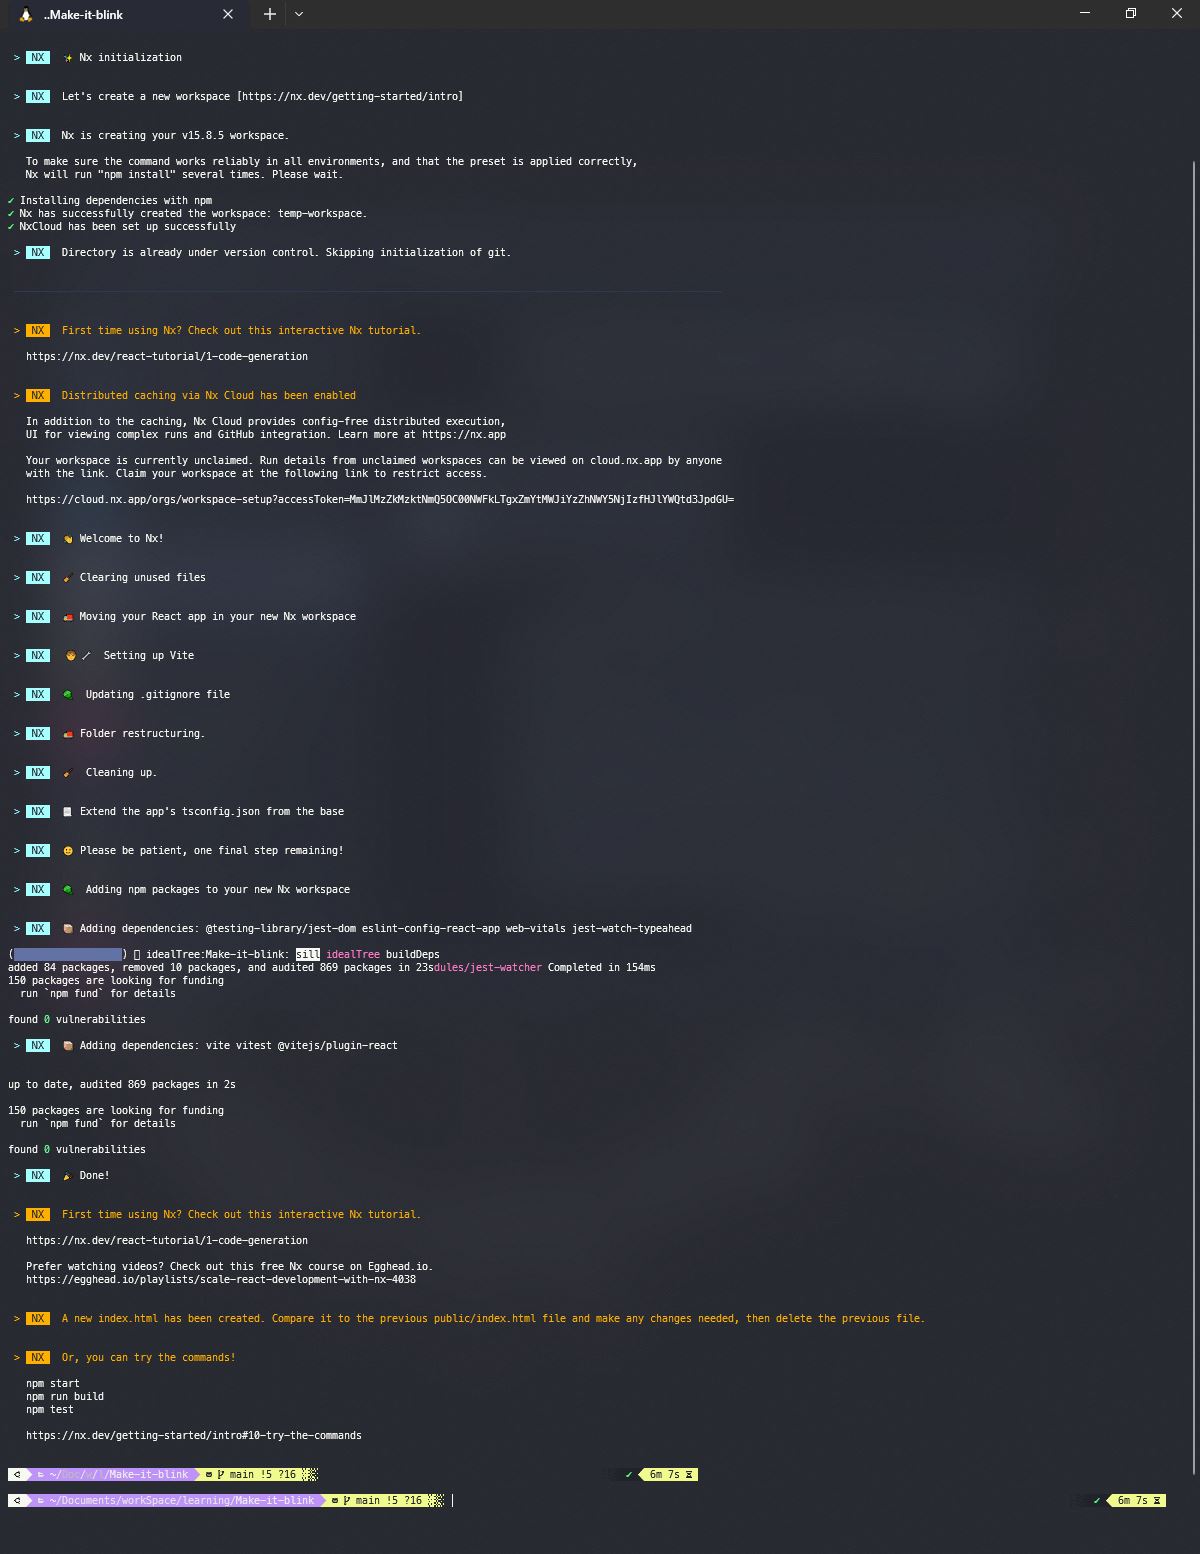 ..Make-it-blink
> NX Nx initialization
> NX Let's create a new workspace [https://nx.dev/getting-started/intro]
> NX Nx is creating your v15.8.5 workspace.
To make sure the command works reliably in all environments, and that the preset is applied correctly,
Nx will run "npm install" several times. Please wait.
✔ Installing dependencies with npm
✔ Nx has successfully created the workspace: temp-workspace.
✔ NxCloud has been set up successfully
> NX Directory is already under version control. Skipping initialization of git.
> NX First time using Nx? Check out this interactive Nx tutorial.
https://nx.dev/react-tutorial/1-code-generation
> NX Distributed caching via Nx Cloud has been enabled
In addition to the caching, Nx Cloud provides config-free distributed execution,
UI for viewing complex runs and GitHub integration. Learn more at https://nx.app
Your workspace is currently unclaimed. Run details from unclaimed workspaces can be viewed on cloud.nx.app by anyone
with the link. Claim your workspace at the following link to restrict access.
https://cloud.nx.app/orgs/workspace-setup?accessToken=MmJlMzZkMzktNmQ5OC00NWFkLTgxZmYtMWJiYzZhNWY5NjIzfHJlYWQtd3JpdGU=
> NX 👋 Welcome to Nx!
> NX Clearing unused files
> NX Moving your React app in your new Nx workspace
> NX Setting up Vite
> NX Updating .gitignore file
> NX Folder restructuring.
> NX Cleaning up.
> NX Extend the app's tsconfig.json from the base
> NX Please be patient, one final step remaining!
> NX Adding npm packages to your new Nx workspace
> NX Adding dependencies: @testing-library/jest-dom eslint-config-react-app web-vitals jest-watch-typeahead
( ) idealTree:Make-it-blink: sill idealTree buildDeps
added 84 packages, removed 10 packages, and audited 869 packages in 23sdules/jest-watcher Completed in 154ms
150 packages are looking for funding
run `npm fund` for details
found 0 vulnerabilities
> NX Adding dependencies: vite vitest @vitejs/plugin-react
up to date, audited 869 packages in 2s
150 packages are looking for funding
run `npm fund` for details
found 0 vulnerabilities
> NX Done!
> NX First time using Nx? Check out this interactive Nx tutorial.
https://nx.dev/react-tutorial/1-code-generation
Prefer watching videos? Check out this free Nx course on Egghead.io.
https://egghead.io/playlists/scale-react-development-with-nx-4038
> NX A new index.html has been created. Compare it to the previous public/index.html file and make any changes needed, then delete the previous file.
> NX Or, you can try the commands!
npm start
npm run build
npm test
https://nx.dev/getting-started/intro#10-try-the-commands
~/Doc/w/l/Make-it-blink main !5 ?16 ✔ 6m 7s
~/Documents/workSpace/learning/Make-it-blink main !5 ?16 ✔ 6m 7s